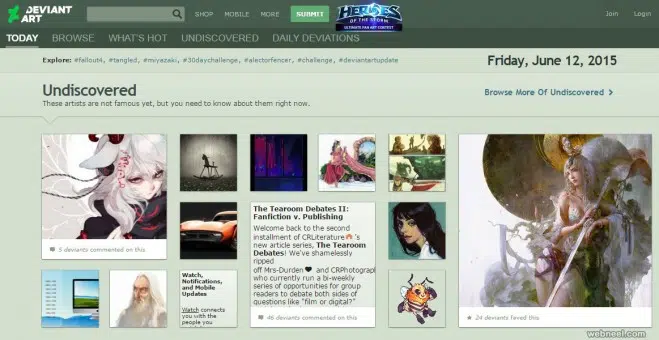 DEVIANT
ART
SHOP MOBILE MORE SUBMIT
HEROES
OF THE STORM
ULTIMATE FAN ART CONTEST
Join Login
TODAY BROWSE WHAT'S HOT UNDISCOVERED DAILY DEVIATIONS
Explore: #fallout4, #tangled, #miyazaki, #30daychallenge, #alectorfencer, #challenge, #deviantartupdate
Friday, June 12, 2015
Undiscovered
These artists are not famous yet, but you need to know about them right now.
Browse More Of Undiscovered >
5 deviants commented on this
The Tearoom Debates II:
Fanfiction v. Publishing
Welcome back to the second
installment of CRLiterature 's
new article series, The Tearoom
Debates! We've shamelessly
ripped
off Mrs-Durden ❤ and CRPhotograpl
who currently run a bi-weekly
series of opportunities for group
readers to debate both sides of
questions like "film or digital?"
46 deviants commented on this
Watch,
Notifications,
and Mobile
Updates
Watch connects
you with the
people you
★ 24 deviants faved this
webneel.com